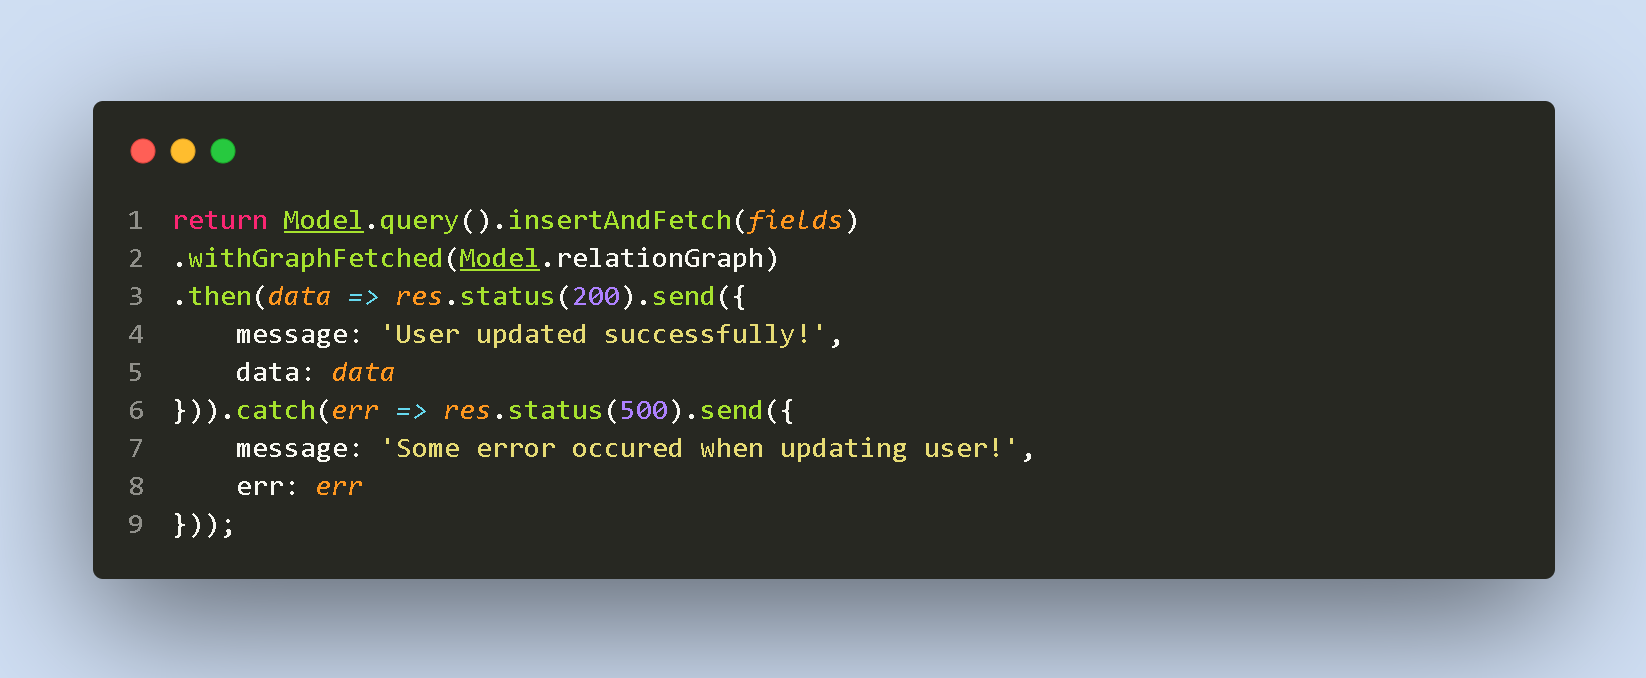 1 return Model.query().insertAndFetch(fields)
2 .withGraphFetched(Model.relationGraph)
3 .then(data => res.status(200).send({
4     message: 'User updated successfully!',
5     data: data
6 })).catch(err => res.status(500).send({
7     message: 'Some error occured when updating user!',
8     err: err
9 }));